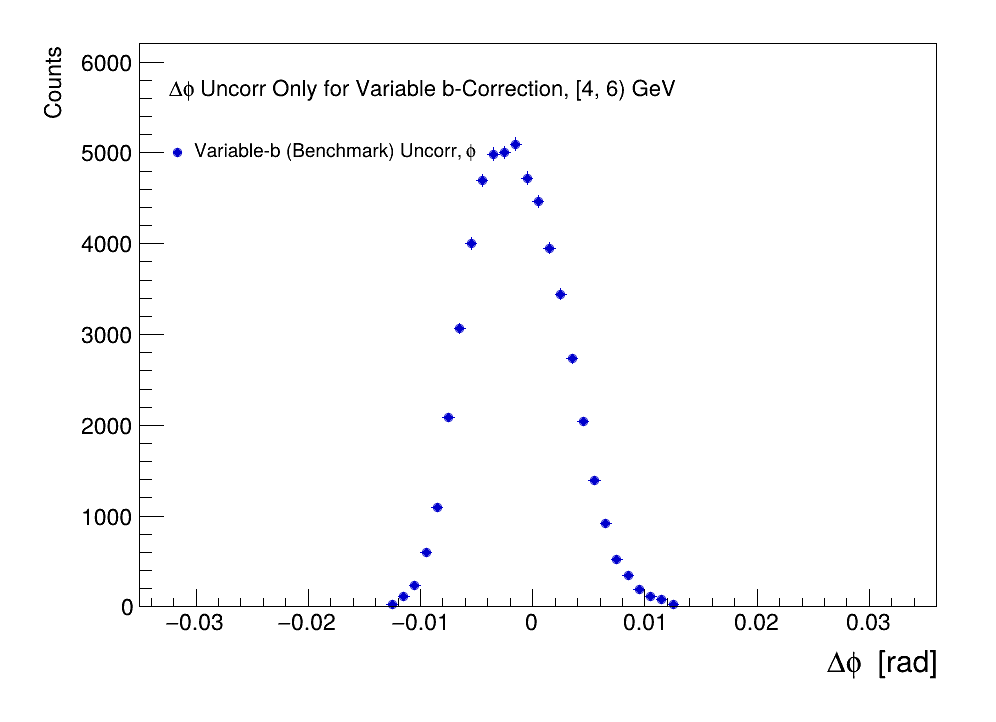 Counts
6000
Δϕ Uncorr Only for Variable b-Correction, [4, 6) GeV
5000
Variable-b (Benchmark) Uncorr, ϕ
4000
3000
2000
1000
0
−0.03 −0.02 −0.01 0 0.01 0.02 0.03
Δϕ [rad]